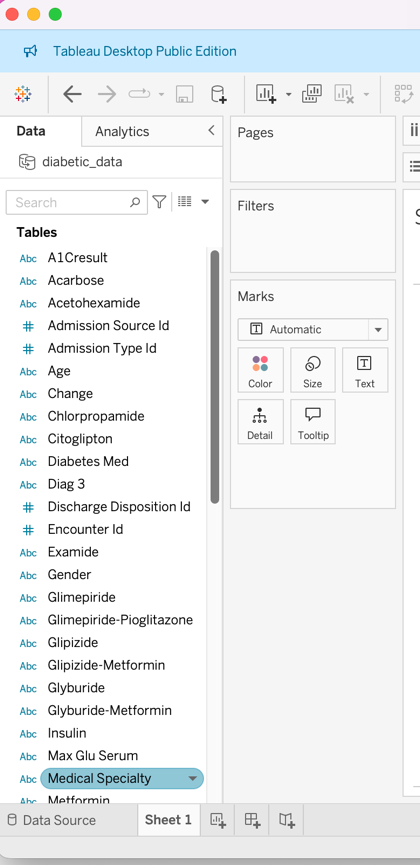 Tableau Desktop Public Edition
Data
Analytics
diabetic_data
Search
Tables
Abc A1Cresult
Abc Acarbose
Abc Acetohexamide
# Admission Source Id
# Admission Type Id
Abc Age
Abc Change
Abc Chlorpropamide
Abc Citoglipton
Abc Diabetes Med
Abc Diag 3
# Discharge Disposition Id
# Encounter Id
Abc Examide
Abc Gender
Abc Glimepiride
Abc Glimepiride-Pioglitazone
Abc Glipizide
Abc Glipizide-Metformin
Abc Glyburide
Abc Glyburide-Metformin
Abc Insulin
Abc Max Glu Serum
Abc Medical Specialty
Abc Metformin
Pages
Filters
Marks
Automatic
Color
Size
Text
Detail
Tooltip
Data Source
Sheet 1